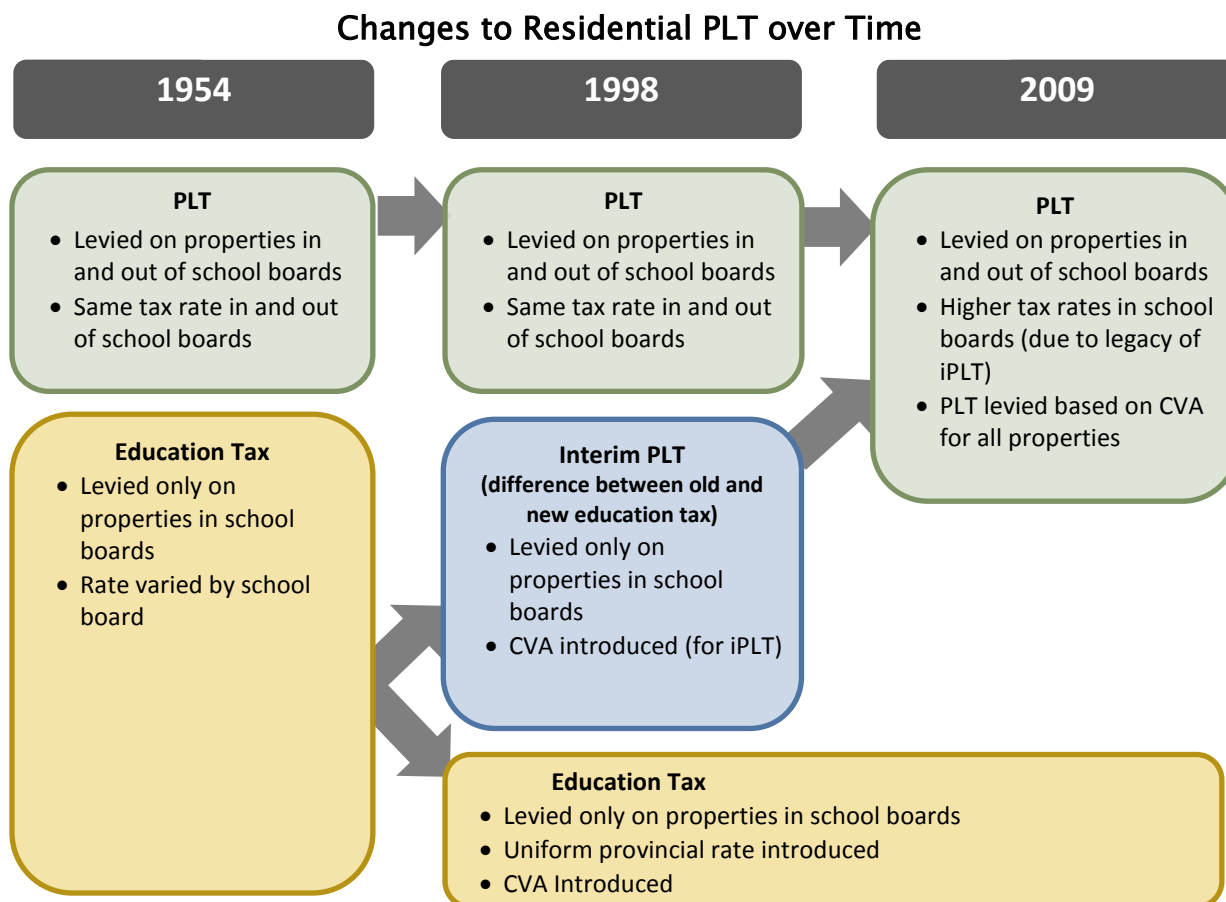 Changes to Residential PLT over Time
1954
1998
2009
PLT
• Levied on properties in
and out of school boards
• Same tax rate in and out
of school boards
PLT
• Levied on properties in
and out of school boards
• Same tax rate in and out
of school boards
PLT
• Levied on properties in
and out of school boards
• Higher tax rates in school
boards (due to legacy of
iPLT)
• PLT levied based on CVA
for all properties
Education Tax
• Levied only on
properties in school
boards
• Rate varied by school
board
Interim PLT
(difference between old and
new education tax)
• Levied only on
properties in school
boards
• CVA introduced (for iPLT)
Education Tax
• Levied only on properties in school boards
• Uniform provincial rate introduced
• CVA Introduced